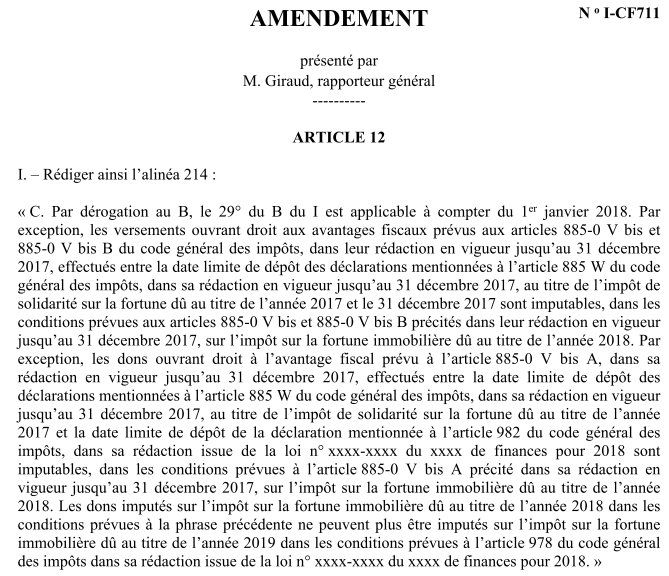 AMENDEMENT
N º I-CF711
présenté par
M. Giraud, rapporteur général
----------
ARTICLE 12
I. – Rédiger ainsi l’alinéa 214 :
« C. Par dérogation au B, le 29° du B du I est applicable à compter du 1er janvier 2018. Par
exception, les versements ouvrant droit aux avantages fiscaux prévus aux articles 885-0 V bis et
885-0 V bis B du code général des impôts, dans leur rédaction en vigueur jusqu’au 31 décembre
2017, effectués entre la date limite de dépôt des déclarations mentionnées à l’article 885 W du code
général des impôts, dans sa rédaction en vigueur jusqu’au 31 décembre 2017, au titre de l’impôt de
solidarité sur la fortune dû au titre de l’année 2017 et le 31 décembre 2017 sont imputables, dans les
conditions prévues aux articles 885-0 V bis et 885-0 V bis B précités dans leur rédaction en vigueur
jusqu’au 31 décembre 2017, sur l’impôt sur la fortune immobilière dû au titre de l’année 2018. Par
exception, les dons ouvrant droit à l’avantage fiscal prévu à l’article 885-0 V bis A, dans sa
rédaction en vigueur jusqu’au 31 décembre 2017, effectués entre la date limite de dépôt des
déclarations mentionnées à l’article 885 W du code général des impôts, dans sa rédaction en vigueur
jusqu’au 31 décembre 2017, au titre de l’impôt de solidarité sur la fortune dû au titre de l’année
2017 et la date limite de dépôt de la déclaration mentionnée à l’article 982 du code général des
impôts, dans sa rédaction issue de la loi n° xxxx-xxxx du xxxx de finances pour 2018 sont
imputables, dans les conditions prévues à l’article 885-0 V bis A précité dans sa rédaction en
vigueur jusqu’au 31 décembre 2017, sur l’impôt sur la fortune immobilière dû au titre de l’année
2018. Les dons imputés sur l’impôt sur la fortune immobilière dû au titre de l’année 2018 dans les
conditions prévues à la phrase précédente ne peuvent plus être imputés sur l’impôt sur la fortune
immobilière dû au titre de l’année 2019 dans les conditions prévues à l’article 978 du code général
des impôts dans sa rédaction issue de la loi n° xxxx-xxxx du xxxx de finances pour 2018. »